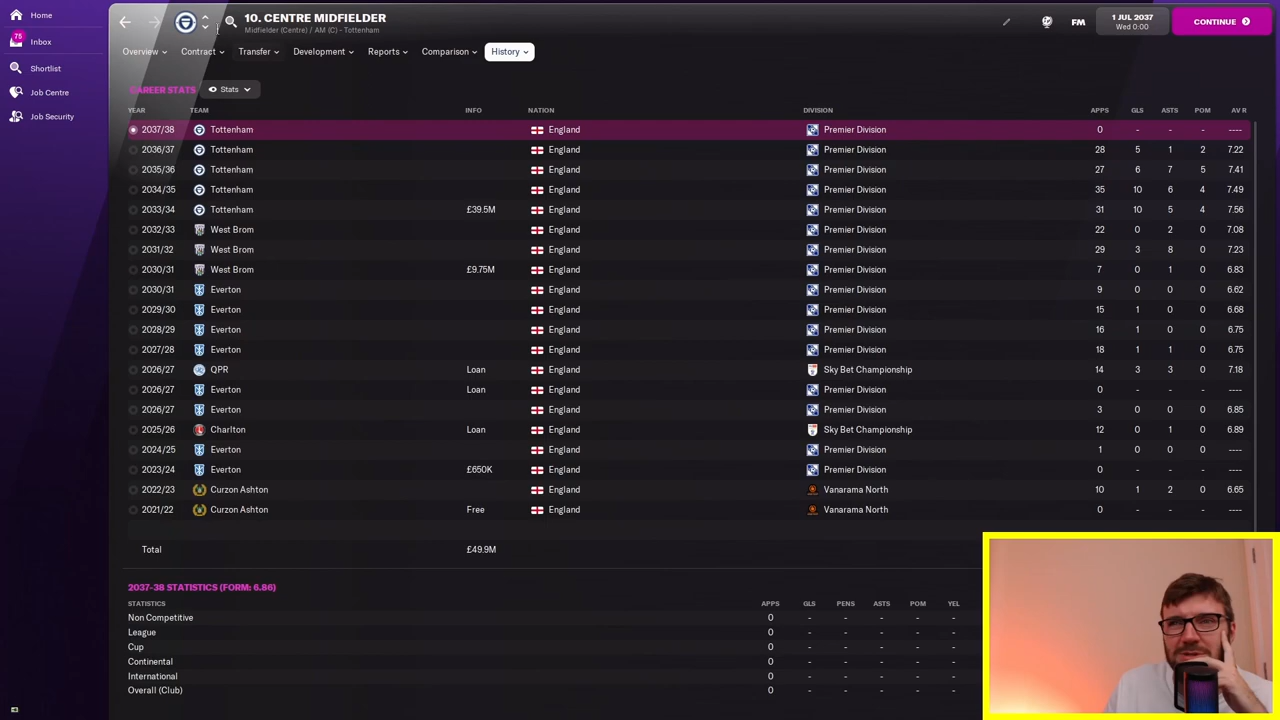 Home
75
Inbox
Shortlist
Job Centre
Job Security
10. CENTRE MIDFIELDER
Midfielder (Centre) / AM (C) - Tottenham
FM
1 JUL 2037
Wed 0:00
CONTINUE
Overview
Contract
Transfer
Development
Reports
Comparison
History
CAREER STATS
Stats
YEAR TEAM INFO NATION DIVISION APPS GLS ASTS POM AV R
2037/38 Tottenham England Premier Division 0 - - - ----
2036/37 Tottenham England Premier Division 28 5 1 2 7.22
2035/36 Tottenham England Premier Division 27 6 7 5 7.41
2034/35 Tottenham England Premier Division 35 10 6 4 7.49
2033/34 Tottenham £39.5M England Premier Division 31 10 5 4 7.56
2032/33 West Brom England Premier Division 22 0 2 0 7.08
2031/32 West Brom England Premier Division 29 3 8 0 7.23
2030/31 West Brom £9.75M England Premier Division 7 0 1 0 6.83
2030/31 Everton England Premier Division 9 0 0 0 6.62
2029/30 Everton England Premier Division 15 1 0 0 6.68
2028/29 Everton England Premier Division 16 1 0 0 6.75
2027/28 Everton England Premier Division 18 1 1 0 6.75
2026/27 QPR Loan England Sky Bet Championship 14 3 3 0 7.18
2026/27 Everton Loan England Premier Division 0 - - - ----
2026/27 Everton England Premier Division 3 0 0 0 6.85
2025/26 Charlton Loan England Sky Bet Championship 12 0 1 0 6.89
2024/25 Everton England Premier Division 1 0 0 0 ----
2023/24 Everton £650K England Premier Division 0 - - - ----
2022/23 Curzon Ashton England Vanarama North 10 1 2 0 6.65
2021/22 Curzon Ashton Free England Vanarama North 0 - - - ----
Total £49.9M
2037-38 STATISTICS (FORM: 6.86)
STATISTICS APPS GLS PENS ASTS POM YEL
Non Competitive 0 - - - - -
League 0 - - - - -
Cup 0 - - - - -
Continental 0 - - - - -
International 0 - - - - -
Overall (Club) 0 - - - - -